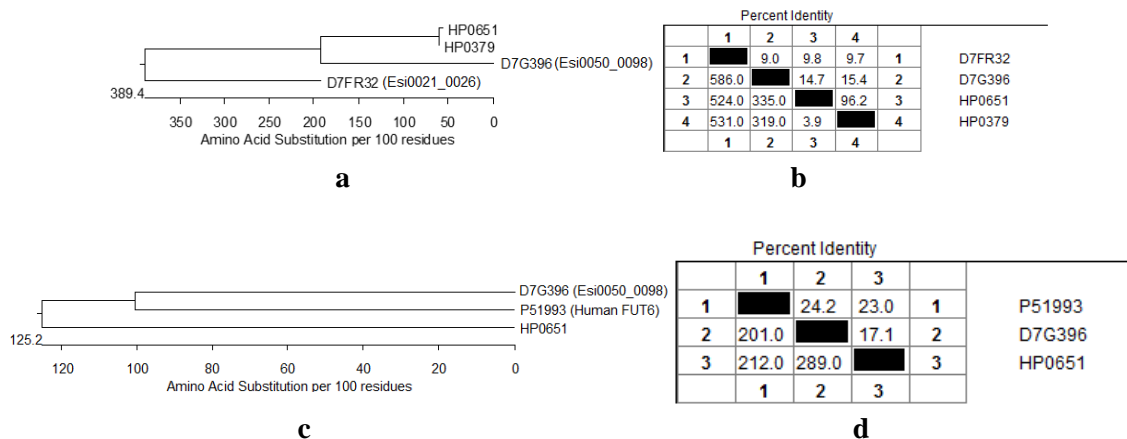 HP0651
HP0379
D7G396 (Esi0050_0098)
D7FR32 (Esi0021_0026)
389.4
350 300 250 200 150 100 50 0
Amino Acid Substitution per 100 residues
a
Percent Identity
1 2 3 4
1 9.0 9.8 9.7 1 D7FR32
2 586.0 14.7 15.4 2 D7G396
3 524.0 335.0 96.2 3 HP0651
4 531.0 319.0 3.9 4 HP0379
1 2 3 4
b
D7G396 (Esi0050_0098)
P51993 (Human FUT6)
HP0651
125.2
120 100 80 60 40 20 0
Amino Acid Substitution per 100 residues
c
Percent Identity
1 2 3
1 24.2 23.0 1 P51993
2 201.0 17.1 2 D7G396
3 212.0 289.0 3 HP0651
1 2 3
d